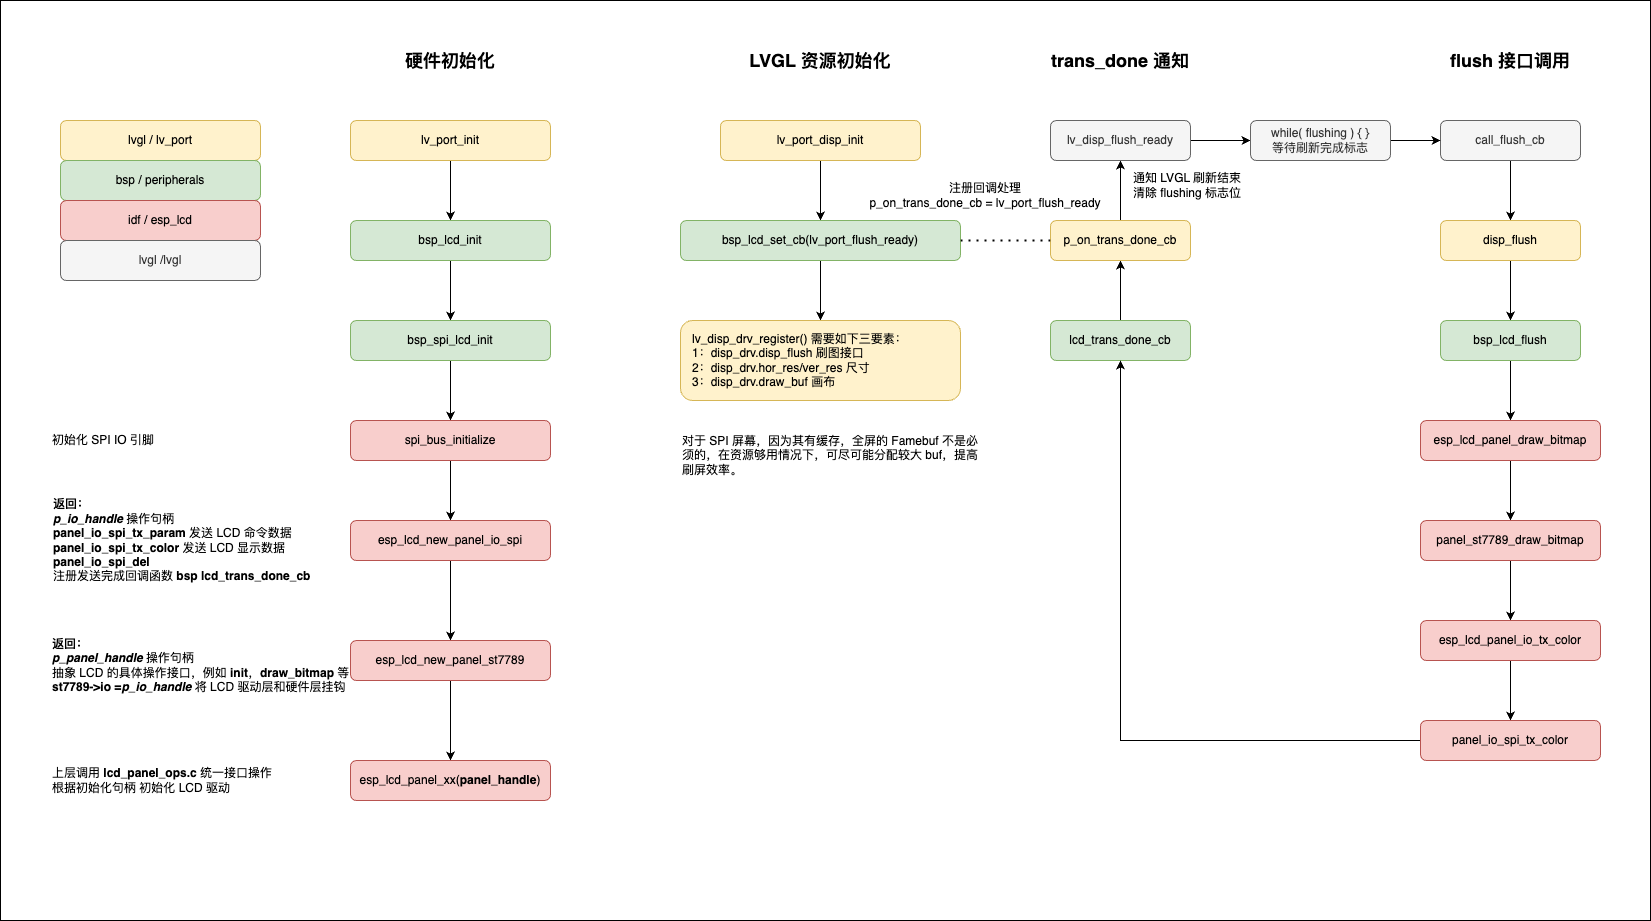 硬件初始化
LVGL 资源初始化
trans_done 通知
flush 接口调用
lvgl / lv_port
bsp / peripherals
idf / esp_lcd
lvgl /lvgl
lv_port_init
bsp_lcd_init
bsp_spi_lcd_init
初始化 SPI IO 引脚
spi_bus_initialize
返回：
p_io_handle 操作句柄
panel_io_spi_tx_param 发送 LCD 命令数据
panel_io_spi_tx_color 发送 LCD 显示数据
panel_io_spi_del
注册发送完成回调函数 bsp lcd_trans_done_cb
esp_lcd_new_panel_io_spi
返回：
p_panel_handle 操作句柄
抽象 LCD 的具体操作接口，例如 init，draw_bitmap 等
st7789->io =p_io_handle 将 LCD 驱动层和硬件层挂钩
esp_lcd_new_panel_st7789
上层调用 lcd_panel_ops.c 统一接口操作
根据初始化句柄 初始化 LCD 驱动
esp_lcd_panel_xx(panel_handle)
lv_port_disp_init
注册回调处理
p_on_trans_done_cb = lv_port_flush_ready
bsp_lcd_set_cb(lv_port_flush_ready)
lv_disp_drv_register() 需要如下三要素：
1：disp_drv.disp_flush 刷图接口
2：disp_drv.hor_res/ver_res 尺寸
3：disp_drv.draw_buf 画布
对于 SPI 屏幕，因为其有缓存，全屏的 Famebuf 不是必
须的，在资源够用情况下，可尽可能分配较大 buf，提高
刷屏效率。
lv_disp_flush_ready
通知 LVGL 刷新结束
清除 flushing 标志位
p_on_trans_done_cb
lcd_trans_done_cb
while( flushing ) { }
等待刷新完成标志
call_flush_cb
disp_flush
bsp_lcd_flush
esp_lcd_panel_draw_bitmap
panel_st7789_draw_bitmap
esp_lcd_panel_io_tx_color
panel_io_spi_tx_color